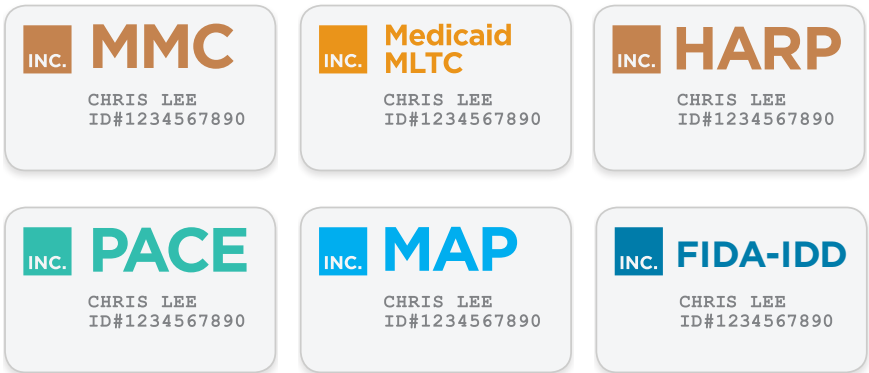 INC. MMC
CHRIS LEE
ID#1234567890
INC. Medicaid
MLTC
CHRIS LEE
ID#1234567890
INC. HARP
CHRIS LEE
ID#1234567890
INC. PACE
CHRIS LEE
ID#1234567890
INC. MAP
CHRIS LEE
ID#1234567890
INC. FIDA-IDD
CHRIS LEE
ID#1234567890